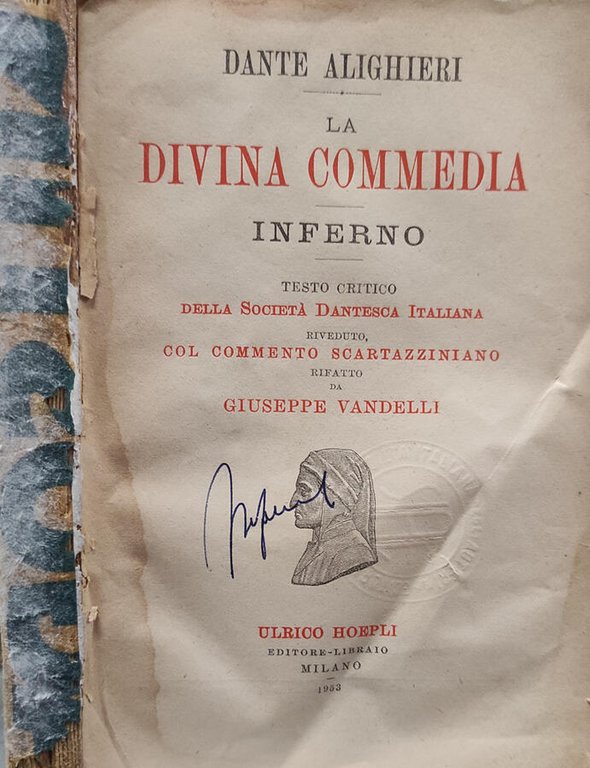 DANTE ALIGHIERI
LA
DIVINA COMMEDIA
INFERNO
TESTO CRITICO
DELLA SOCIETÀ DANTESCA ITALIANA
RIVEDUTO,
COL COMMENTO SCARTAZZINIANO
RIFATTO
DA
GIUSEPPE VANDELLI
ULRICO HOEPLI
EDITORE-LIBRAIO
MILANO
1953